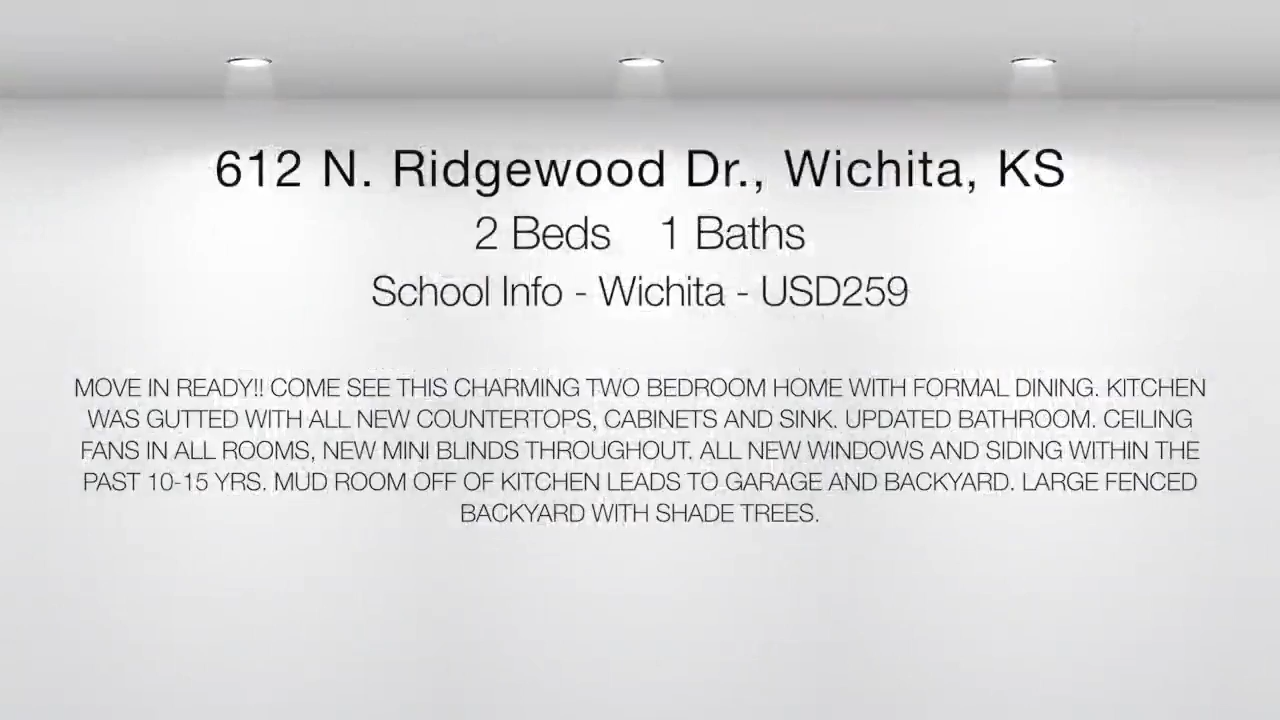 612 N. Ridgewood Dr., Wichita, KS
2 Beds 1 Baths
School Info - Wichita - USD259
MOVE IN READY!! COME SEE THIS CHARMING TWO BEDROOM HOME WITH FORMAL DINING. KITCHEN
WAS GUTTED WITH ALL NEW COUNTERTOPS, CABINETS AND SINK. UPDATED BATHROOM. CEILING
FANS IN ALL ROOMS, NEW MINI BLINDS THROUGHOUT. ALL NEW WINDOWS AND SIDING WITHIN THE
PAST 10-15 YRS. MUD ROOM OFF OF KITCHEN LEADS TO GARAGE AND BACKYARD. LARGE FENCED
BACKYARD WITH SHADE TREES.